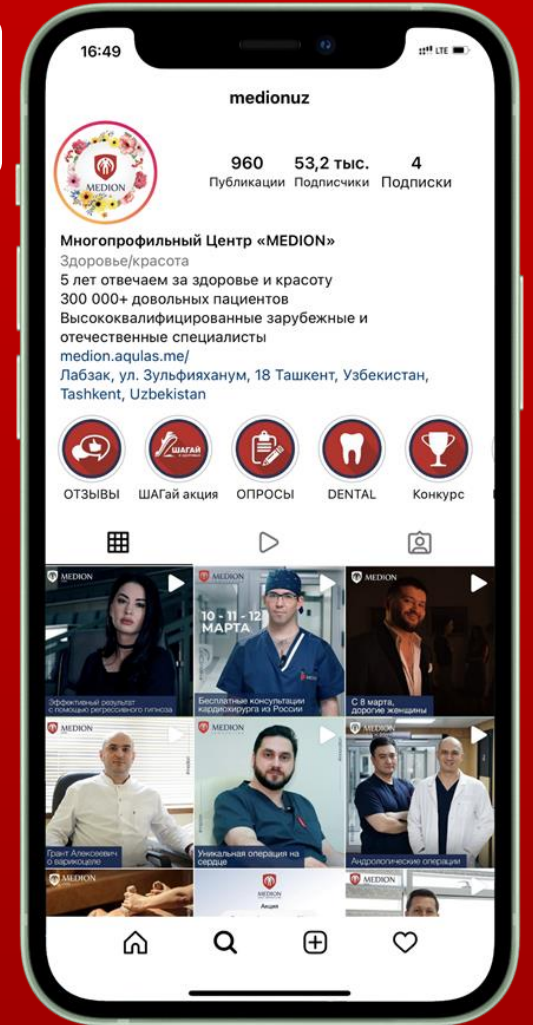 16:49
LTE
medionuz
MEDION
960
53,2 тыс.
4
Публикации
Подписчики
Подписки
Многопрофильный Центр «MEDION»
Здоровье/красота
5 лет отвечаем за здоровье и красоту
300 000+ довольных пациентов
Высококвалифицированные зарубежные и
отечественные специалисты
medion.aqulas.me/
Лабзак, ул. Зульфияханум, 18 Ташкент, Узбекистан,
Tashkent, Uzbekistan
ШАГАЙ
ОТЗЫВЫ
ШАГай акция
ОПРОСЫ
DENTAL
Конкурс
MEDION
Эффективный результат
с помощью регрессивного гипноза
MEDION
10 - 11 - 12
МАРТА
Бесплатные консультации
кардиохирурга из России
MEDION
С 8 марта,
дорогие женщины
MEDION
Грант Алексеевич
о варикоцеле
MEDION
Уникальная операция на
сердце
MEDION
Андрологические операции
MEDION
MEDION
Акция
MEDION